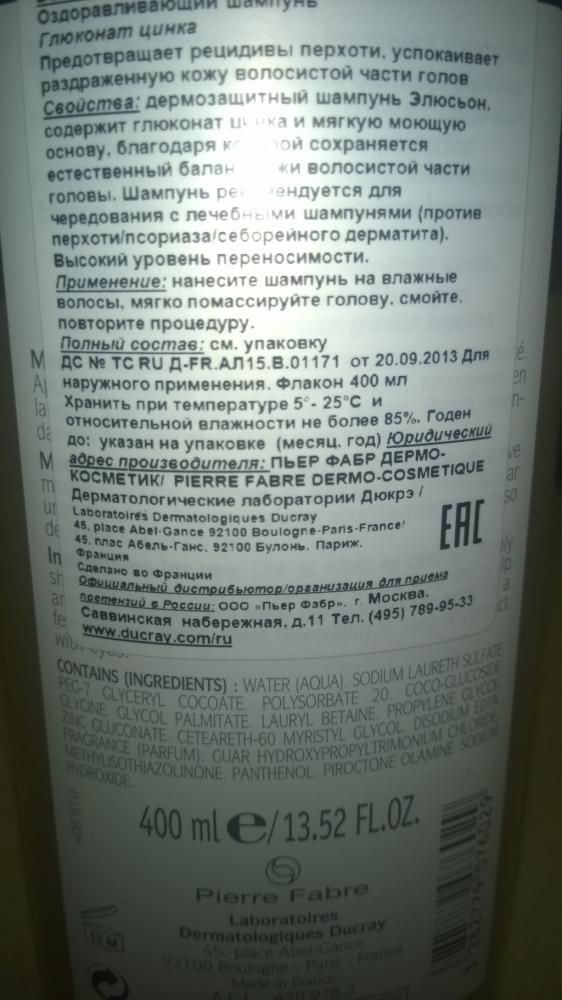 Оздоравливающий шампунь
Глюконат цинка
Предотвращает рецидивы перхоти, успокаивает
раздраженную кожу волосистой части голов
Свойства: дермозащитный шампунь Элюсьон,
содержит глюконат цинка и мягкую моющую
основу, благодаря которой сохраняется
естественный баланс кожи волосистой части
головы. Шампунь рекомендуется для
чередования с лечебными шампунями (против
перхоти/псориаза/себорейного дерматита).
Высокий уровень переносимости.
Применение: нанесите шампунь на влажные
волосы, мягко помассируйте голову, смойте,
повторите процедуру.
Полный состав: см. упаковку
ДС № ТС RU Д-FR.АЛ15.В.01171 от 20.09.2013 Для
наружного применения. Флакон 400 мл
Хранить при температуре 5°- 25°С и
относительной влажности не более 85%. Годен
до: указан на упаковке (месяц, год) Юридический
адрес производителя: ПЬЕР ФАБР ДЕРМО-
КОСМЕТИК/ PIERRE FABRE DERMO-COSMETIQUE
Дерматологические лаборатории Дюкрэ /
Laboratoires Dermatologiques Ducray
45, place Abel-Gance 92100 Boulogne-Paris-France/
45, плас Абель-Ганс, 92100 Булонь, Париж,
Франция
EAC
Сделано во Франции
Официальный дистрибьютор/организация для приема
претензий в России: ООО «Пьер Фабр», г. Москва,
Саввинская набережная, д.11 Тел. (495) 789-95-33
www.ducray.com/ru
CONTAINS (INGREDIENTS) : WATER (AQUA). SODIUM LAURETH SULFATE
PEG-7 GLYCERYL COCOATE. POLYSORBATE 20. COCO-GLUCOSIDE
GLYCINE. GLYCOL PALMITATE. LAURYL BETAINE. PROPYLENE GLYCOL
ZINC GLUCONATE. CETEARETH-60 MYRISTYL GLYCOL. DISODIUM EDTA
FRAGRANCE (PARFUM). GUAR HYDROXYPROPYLTRIMONIUM CHLORIDE
METHYLISOTHIAZOLINONE. PANTHENOL. PIROCTONE OLAMINE. SODIUM
HYDROXIDE.
400 ml e/ 13.52 FL.OZ.
Pierre Fabre
Laboratoires
Dermatologiques Ducray
45, place Abel-Gance
92100 Boulogne - Paris - France
Made in France
12 M
3 282779 076029